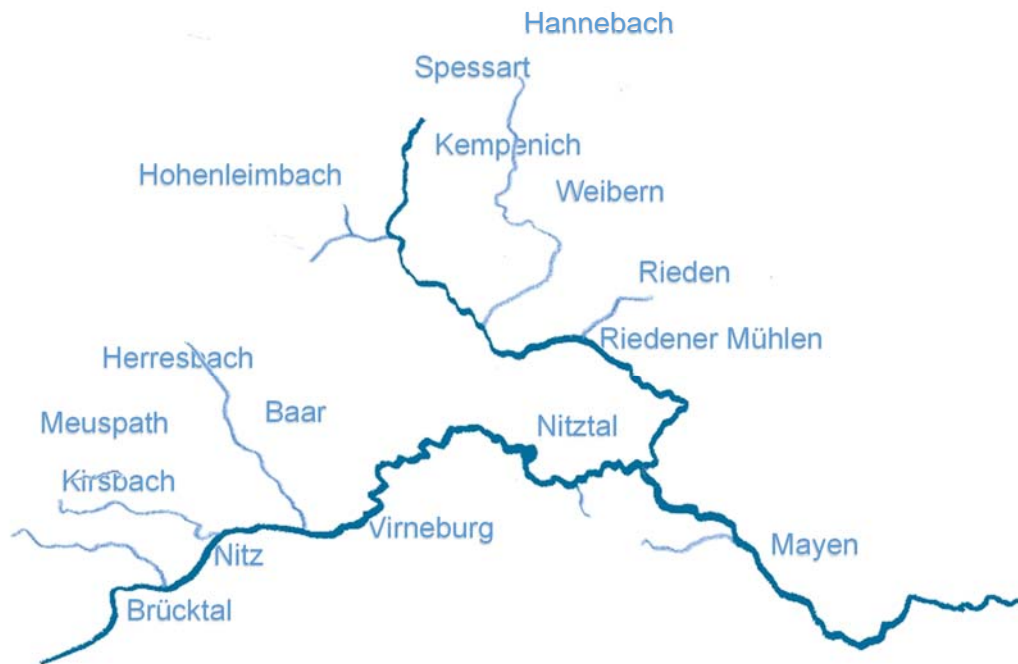 Hannebach
Spessart
Kempenich
Hohenleimbach
Weibern
Rieden
Riedener Mühlen
Herresbach
Baar
Meuspath
Nitztal
Kirsbach
Virneburg
Nitz
Mayen
Brücktal